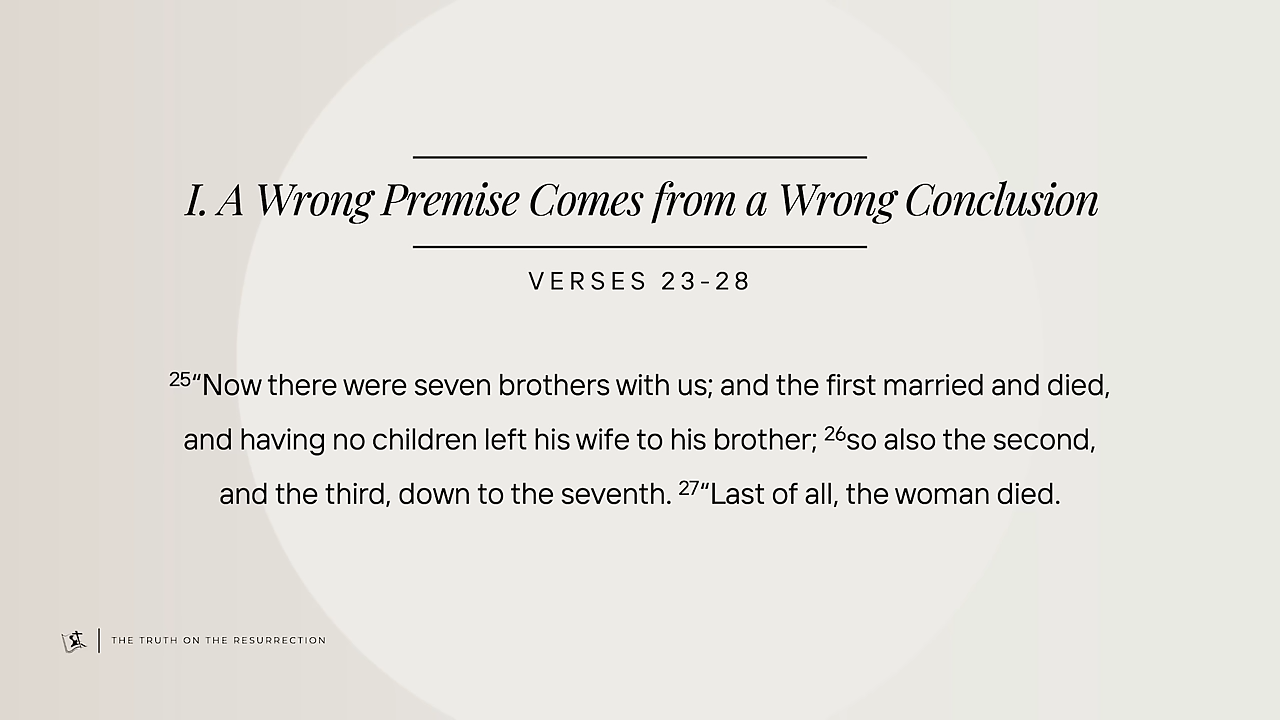 I. A Wrong Premise Comes from a Wrong Conclusion
VERSES 23-28
25“Now there were seven brothers with us; and the first married and died,
and having no children left his wife to his brother; 26so also the second,
and the third, down to the seventh. 27“Last of all, the woman died.
THE TRUTH ON THE RESURRECTION